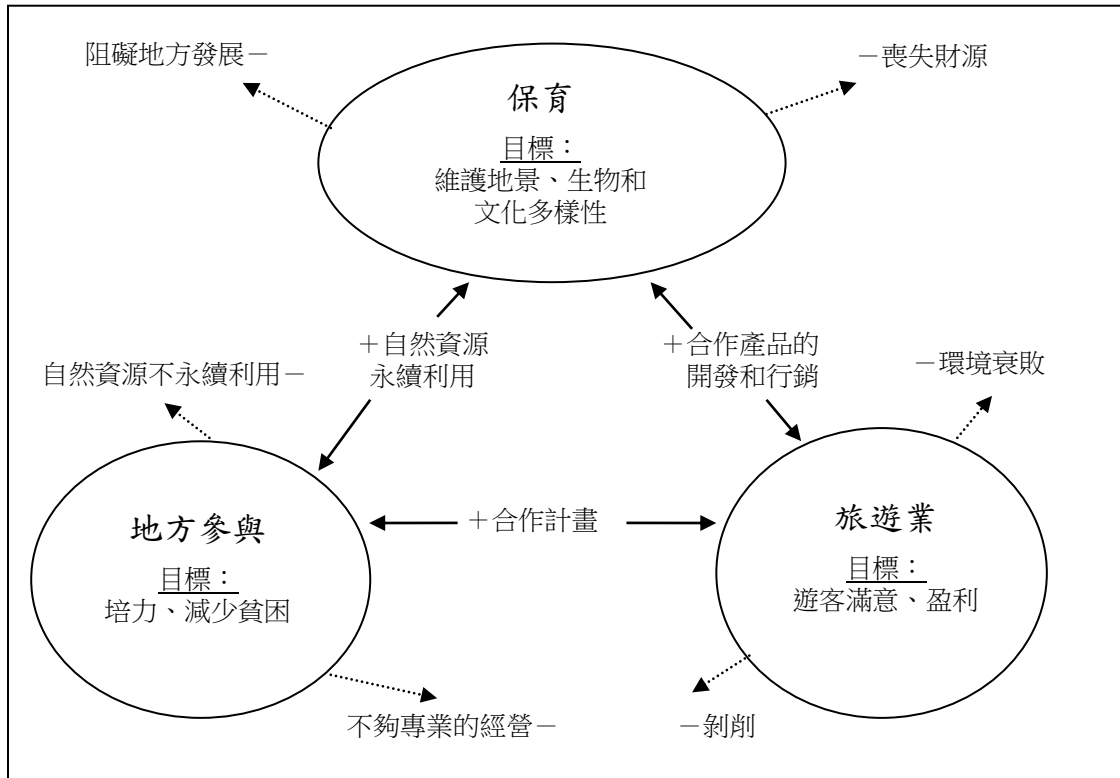 阻礙地方發展－
－喪失財源
保育
目標：
維護地景、生物和
文化多樣性
＋自然資源
永續利用
＋合作產品的
開發和行銷
自然資源不永續利用－
－環境衰敗
地方參與
目標：
培力、減少貧困
＋合作計畫
旅遊業
目標：
遊客滿意、盈利
不夠專業的經營－
－剝削